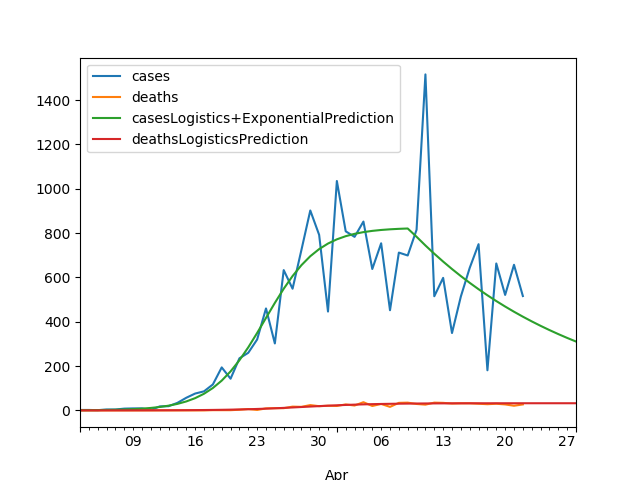 cases
deaths
casesLogistics+ExponentialPrediction
deathsLogisticsPrediction
1400
1200
1000
800
600
400
200
0
09 16 23 30 06 13 20 27
Apr